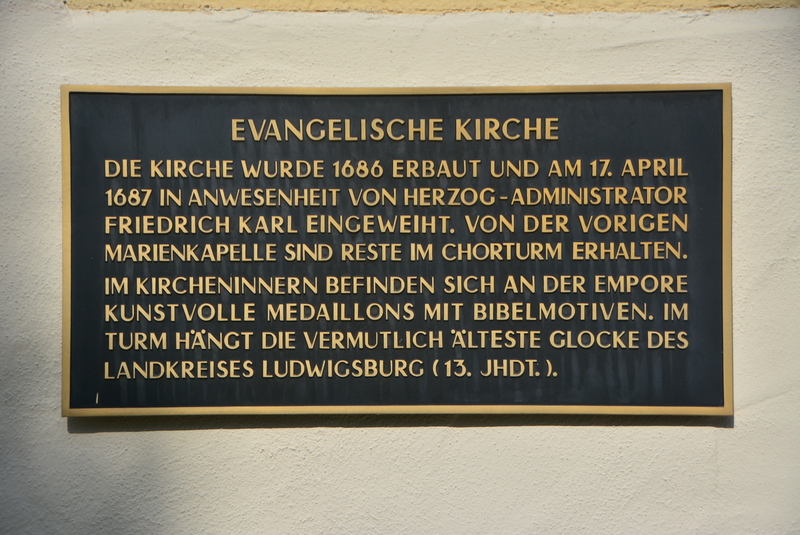 EVANGELISCHE KIRCHE
DIE KIRCHE WURDE 1686 ERBAUT UND AM 17. APRIL
1687 IN ANWESENHEIT VON HERZOG-ADMINISTRATOR
FRIEDRICH KARL EINGEWEIHT. VON DER VORIGEN
MARIENKAPELLE SIND RESTE IM CHORTURM ERHALTEN.
IM KIRCHENINNERN BEFINDEN SICH AN DER EMPORE
KUNSTVOLLE MEDAILLONS MIT BIBELMOTIVEN. IM
TURM HÄNGT DIE VERMUTLICH ÄLTESTE GLOCKE DES
LANDKREISES LUDWIGSBURG (13. JHDT.).